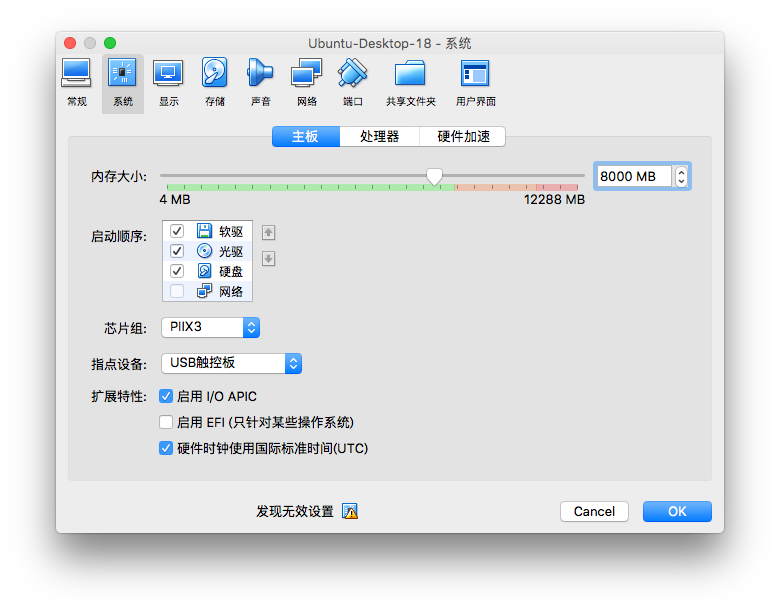 Ubuntu-Desktop-18 - 系统
常规 系统 显示 存储 声音 网络 端口 共享文件夹 用户界面
主板 处理器 硬件加速
内存大小: 8000 MB
4 MB 12288 MB
启动顺序: 软驱
光驱
硬盘
网络
芯片组: PIIX3
指点设备: USB触控板
扩展特性: 启用 I/O APIC
启用 EFI (只针对某些操作系统)
硬件时钟使用国际标准时间(UTC)
发现无效设置 Cancel OK